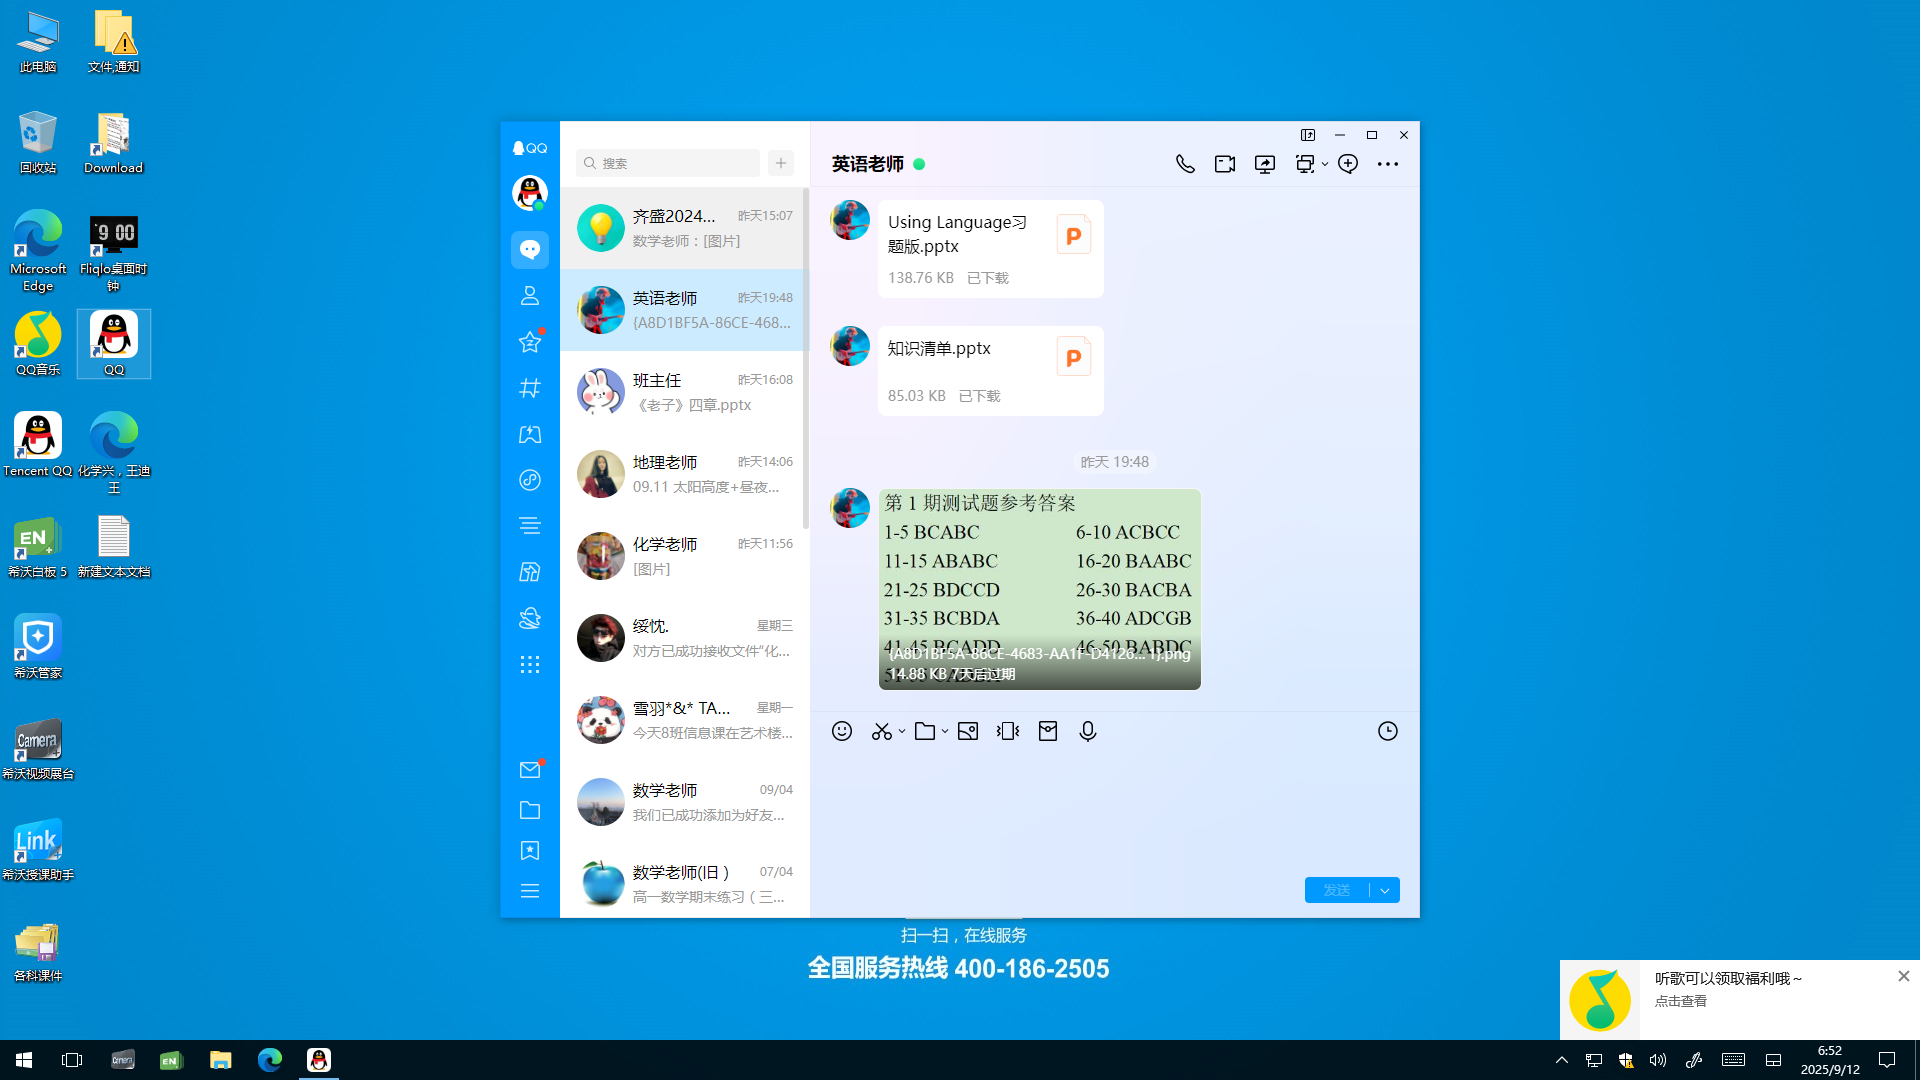 此电脑
文件,通知
回收站
Download
Microsoft
Edge
Fliqlo桌面时
钟
9 00
QQ音乐
QQ
Tencent QQ
化学兴，王迪
王
EN
希沃白板 5
新建文本文档
希沃管家
Camera
希沃视频展台
Link
希沃授课助手
各科课件
QQ
搜索
齐盛2024...
昨天15:07
数学老师：[图片]
英语老师
昨天19:48
{A8D1BF5A-86CE-468...
班主任
昨天16:08
《老子》四章.pptx
地理老师
昨天14:06
09.11 太阳高度+昼夜...
化学老师
昨天11:56
[图片]
绥忱.
星期三
对方已成功接收文件"化...
雪羽*&* TA...
星期一
今天8班信息课在艺术楼...
数学老师
09/04
我们已成功添加为好友...
数学老师(旧）
07/04
高一数学期末练习（三...
英语老师
Using Language习
题版.pptx
P
138.76 KB 已下载
知识清单.pptx
P
85.03 KB 已下载
昨天 19:48
第 1 期测试题参考答案
1-5 BCABC 6-10 ACBCC
11-15 ABABC 16-20 BAABC
21-25 BDCCD 26-30 BACBA
31-35 BCBDA 36-40 ADCGB
41-45 BCADD 46-50 BABDC
{A8D1BF5A-86CE-4683-AA1F-D4126... 1}.png
14.88 KB 7天后过期
发送
扫一扫，在线服务
全国服务热线 400-186-2505
听歌可以领取福利哦～
点击查看
Camera
EN
6:52
2025/9/12